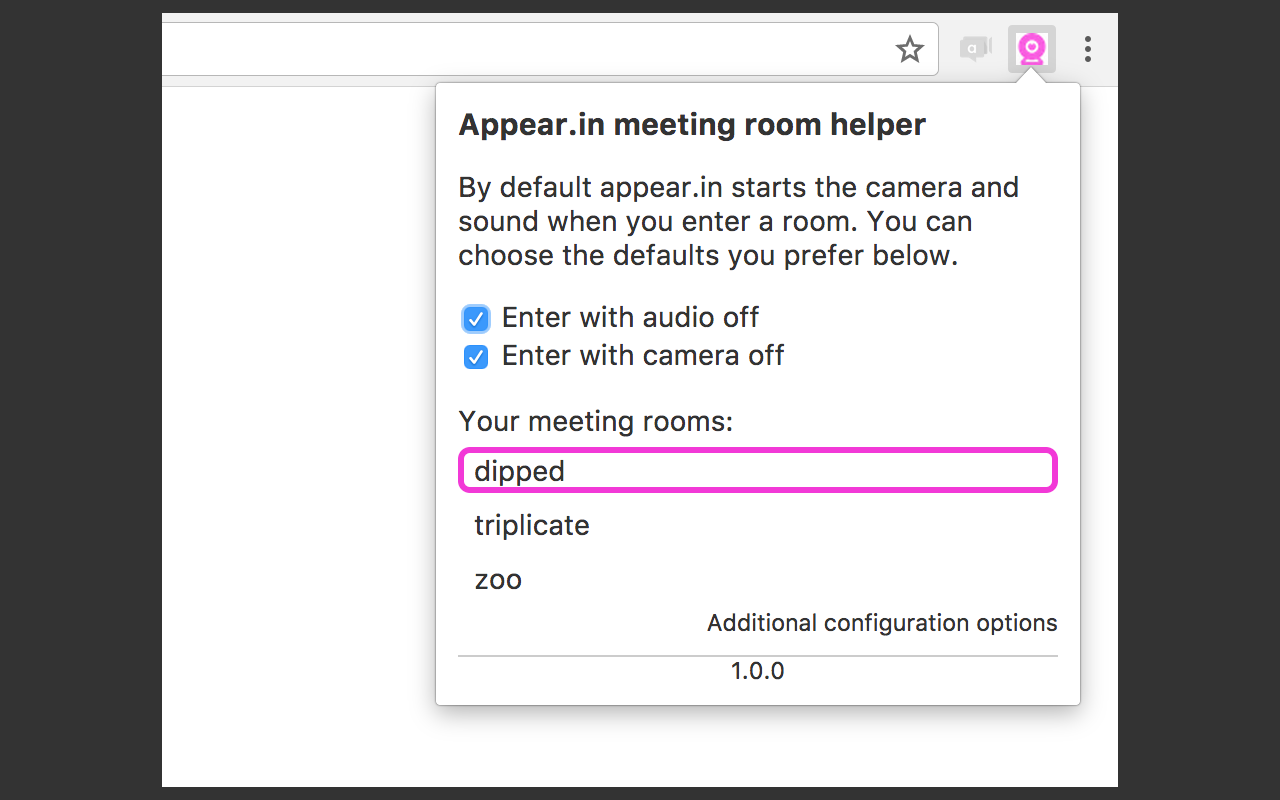 a
Appear.in meeting room helper
By default appear.in starts the camera and
sound when you enter a room. You can
choose the defaults you prefer below.
Enter with audio off
Enter with camera off
Your meeting rooms:
dipped
triplicate
zoo
Additional configuration options
1.0.0